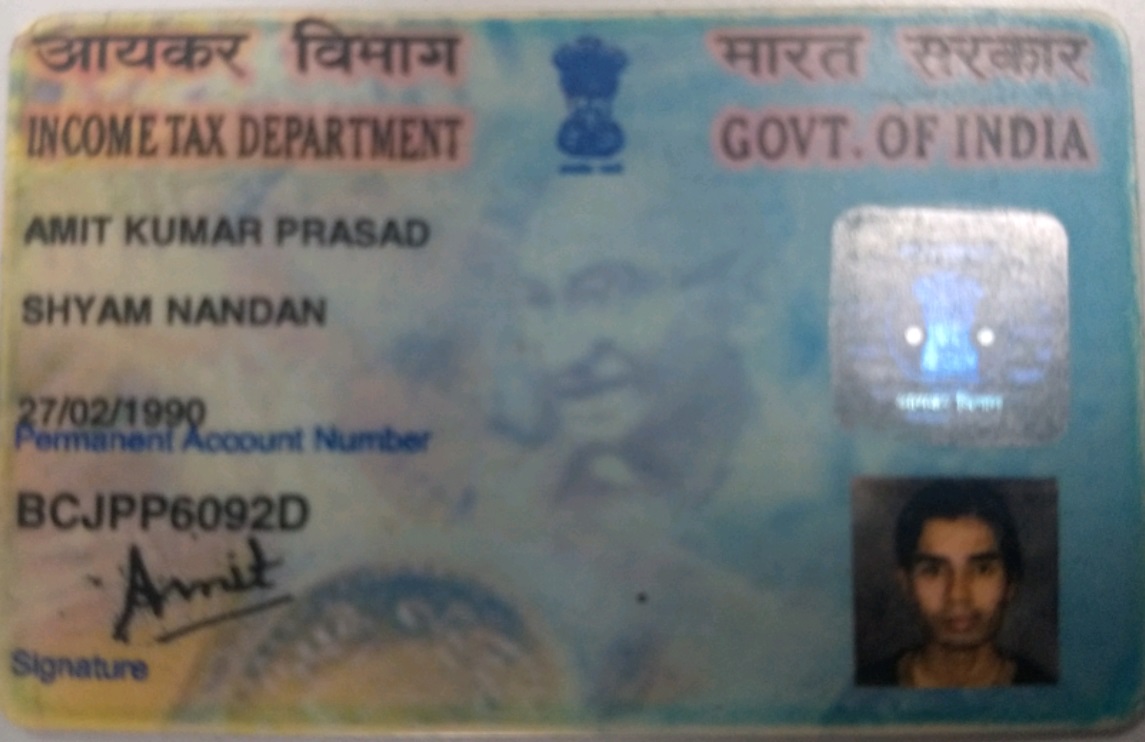 आयकर विभाग
भारत सरकार
INCOME TAX DEPARTMENT
GOVT. OF INDIA
AMIT KUMAR PRASAD
SHYAM NANDAN
27/02/1990
Permanent Account Number
BCJPP6092D
Amit
Signature